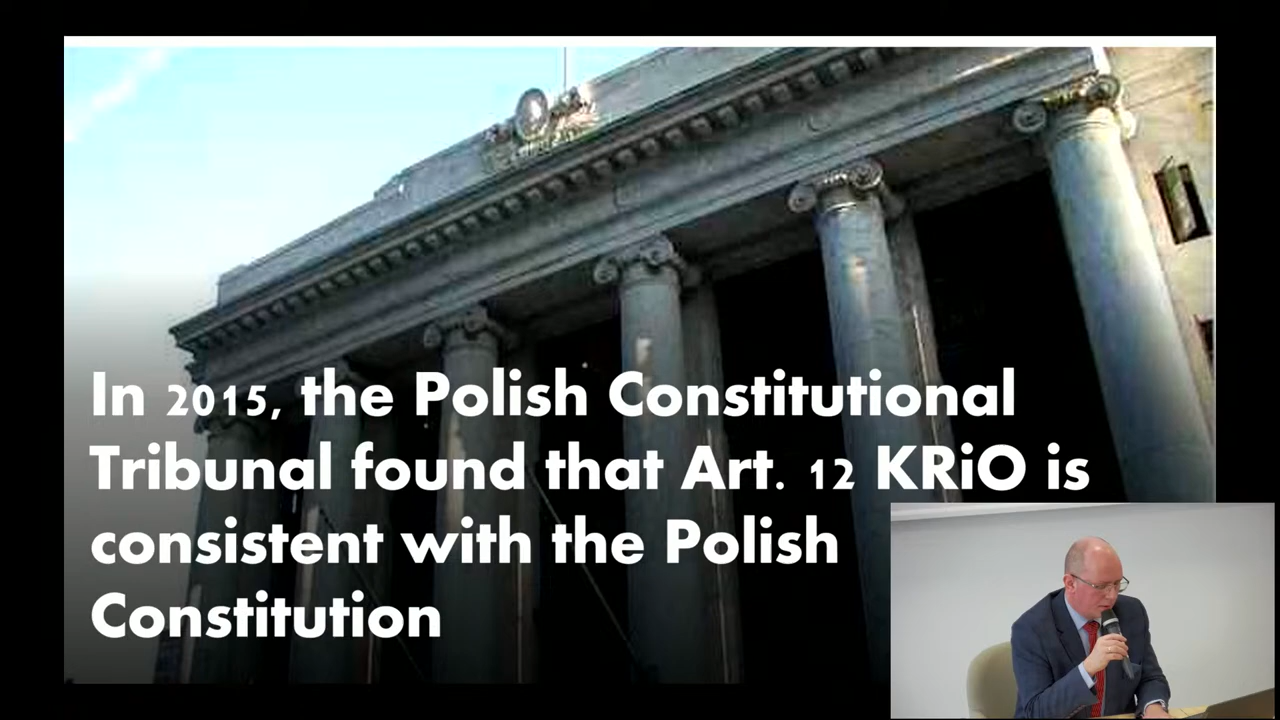 In 2015, the Polish Constitutional
Tribunal found that Art. 12 KRiO is
consistent with the Polish
Constitution